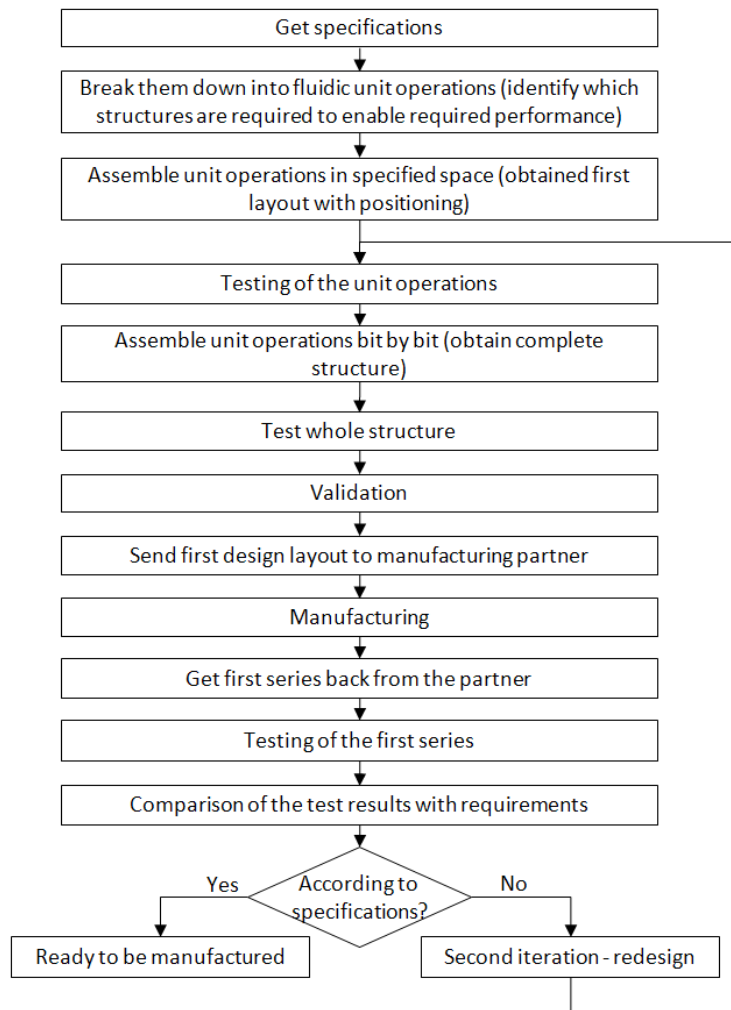 Get specifications
Break them down into fluidic unit operations (identify which
structures are required to enable required performance)
Assemble unit operations in specified space (obtained first
layout with positioning)
Testing of the unit operations
Assemble unit operations bit by bit (obtain complete
structure)
Test whole structure
Validation
Send first design layout to manufacturing partner
Manufacturing
Get first series back from the partner
Testing of the first series
Comparison of the test results with requirements
Yes
According to
specifications?
No
Ready to be manufactured
Second iteration - redesign